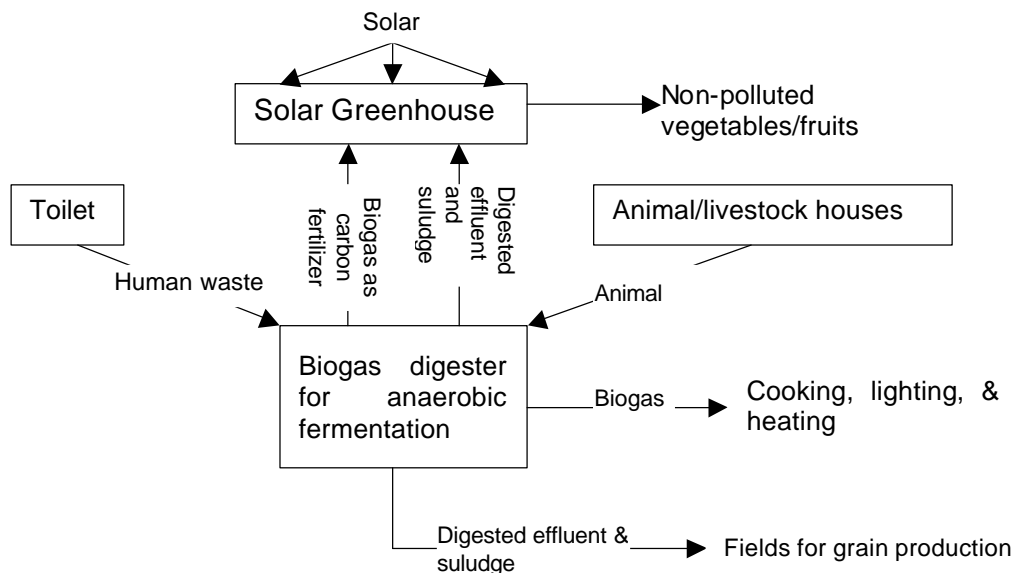 Solar
Solar Greenhouse
Non-polluted
vegetables/fruits
Toilet
Biogas as
carbon
fertilizer
Digested
effluent
and
suludge
Animal/livestock houses
Human waste
Animal
Biogas digester
for anaerobic
fermentation
Biogas
Cooking, lighting, &
heating
Digested effluent &
suludge
Fields for grain production